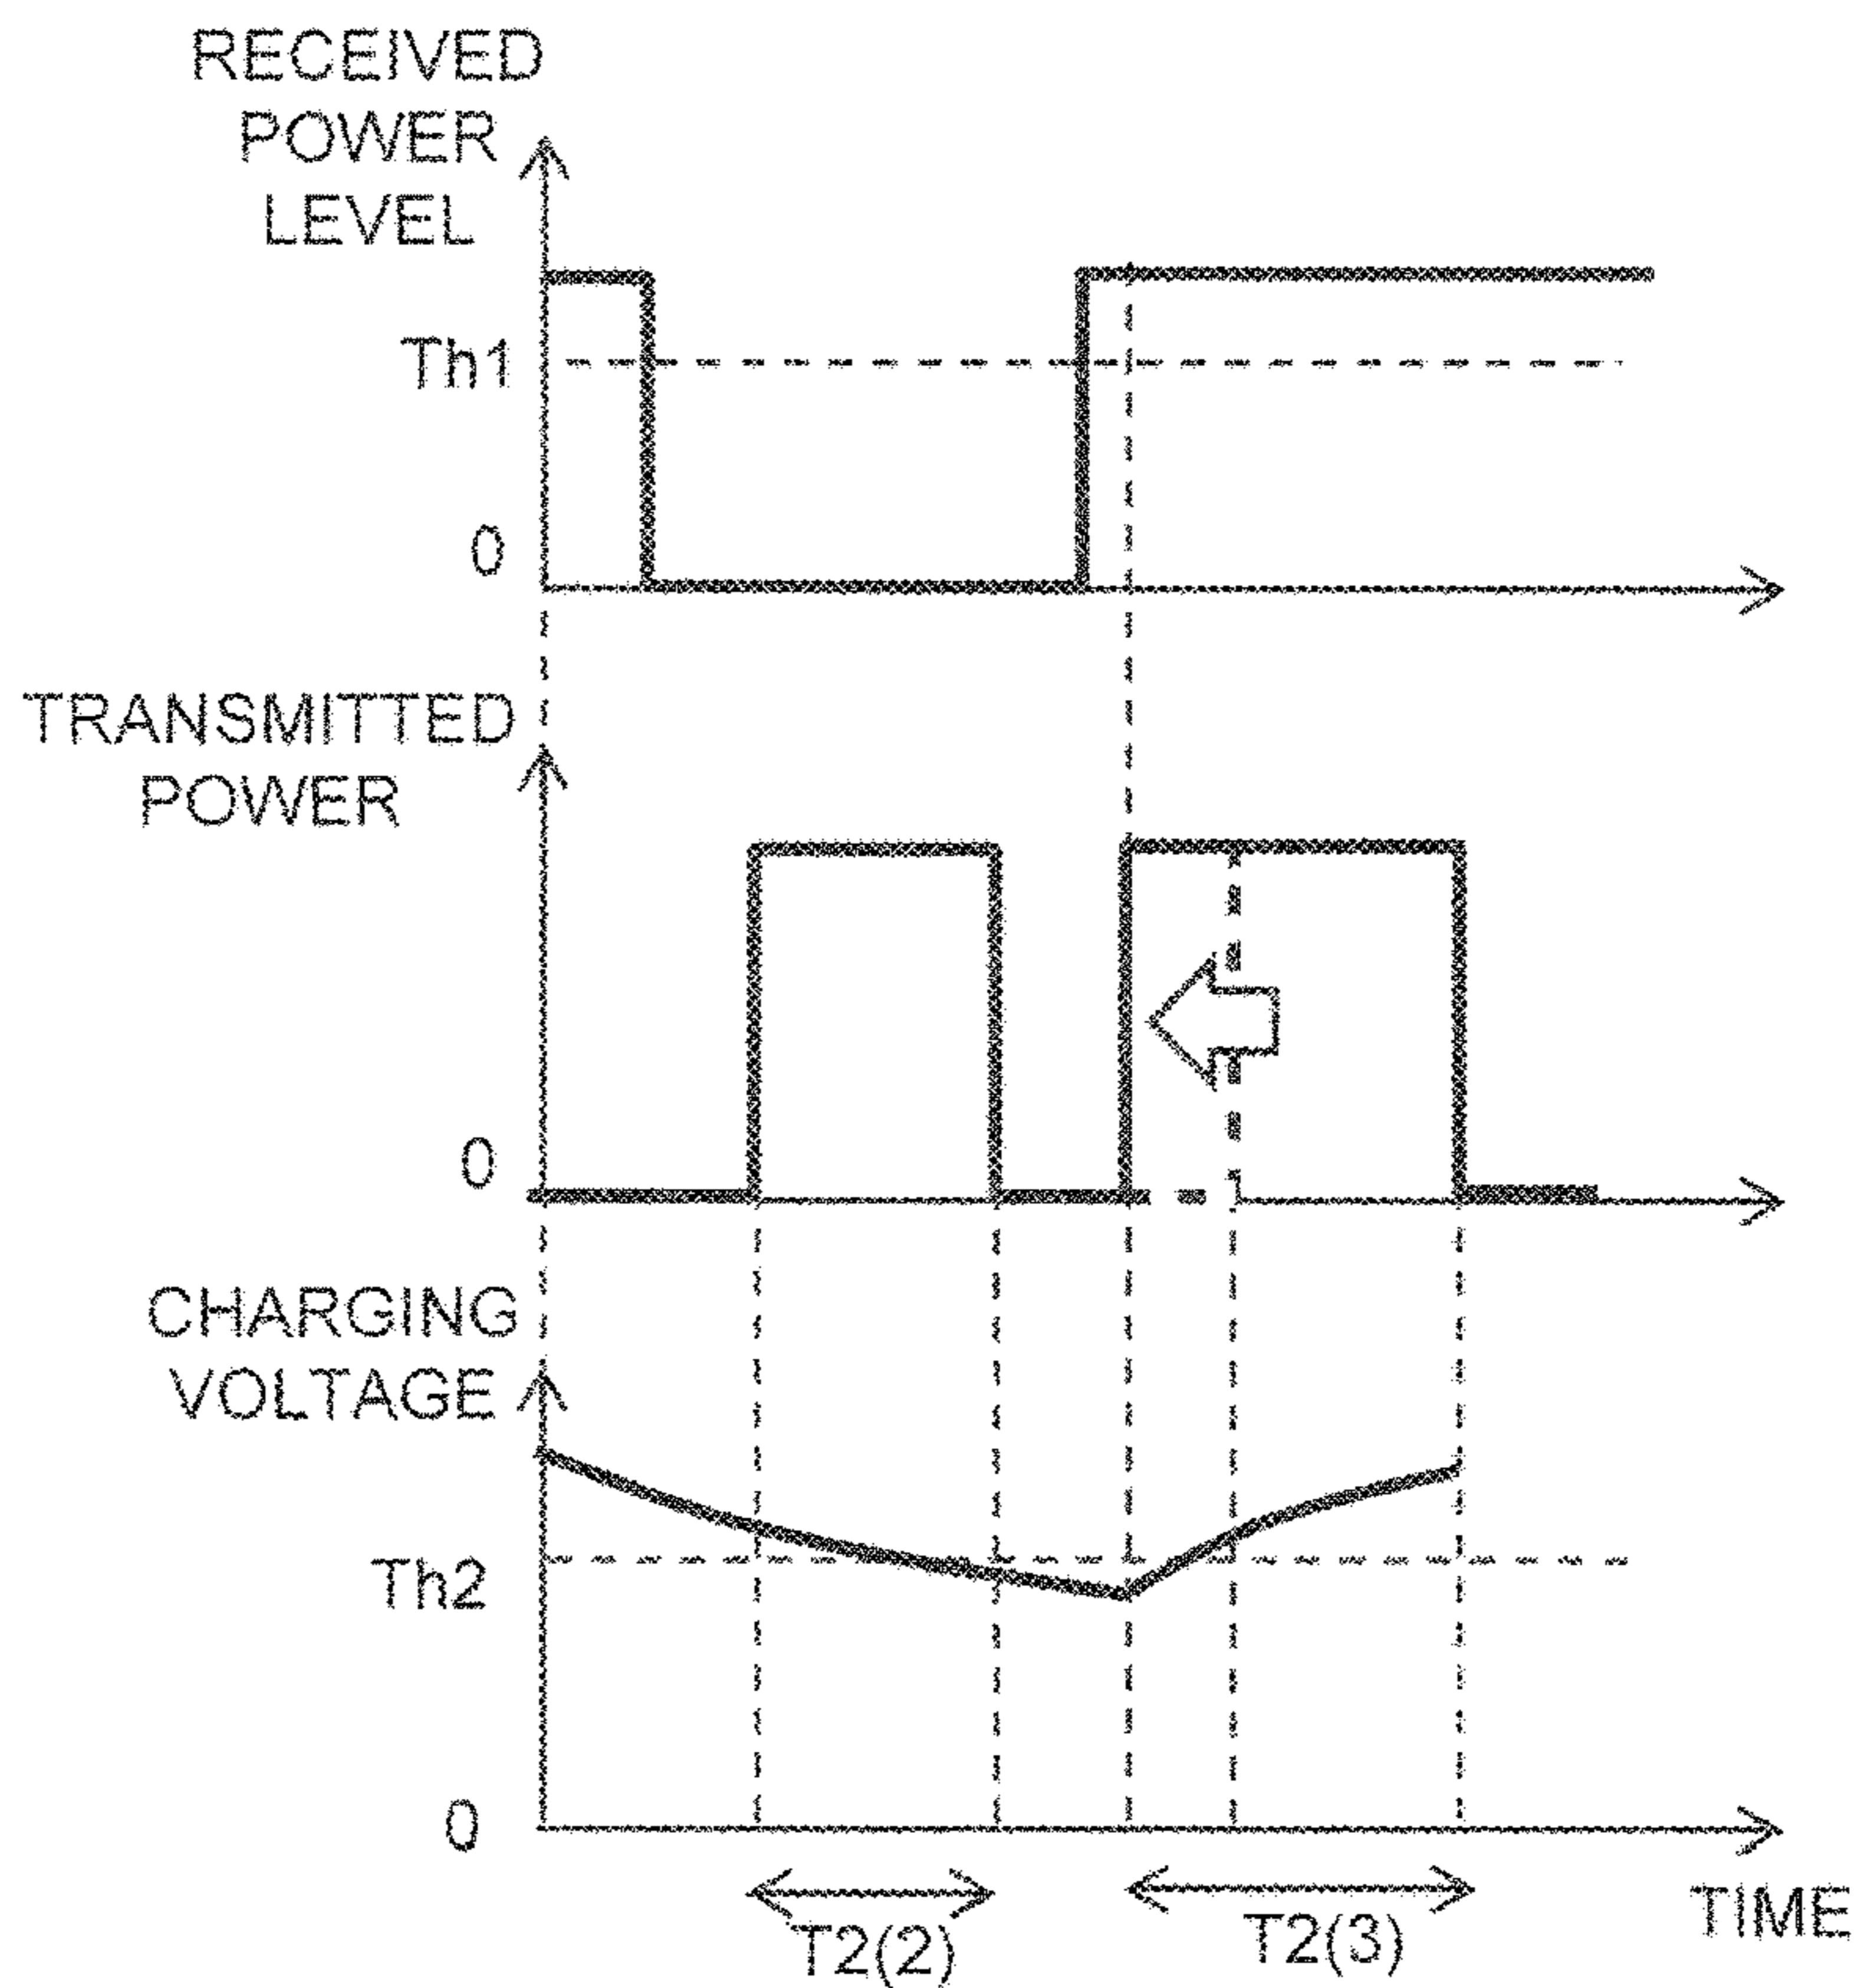 RECEIVED
POWER
LEVEL
Th1
0
TRANSMITTED
POWER
0
CHARGING
VOLTAGE
Th2
0
T2(2)
T2(3)
TIME